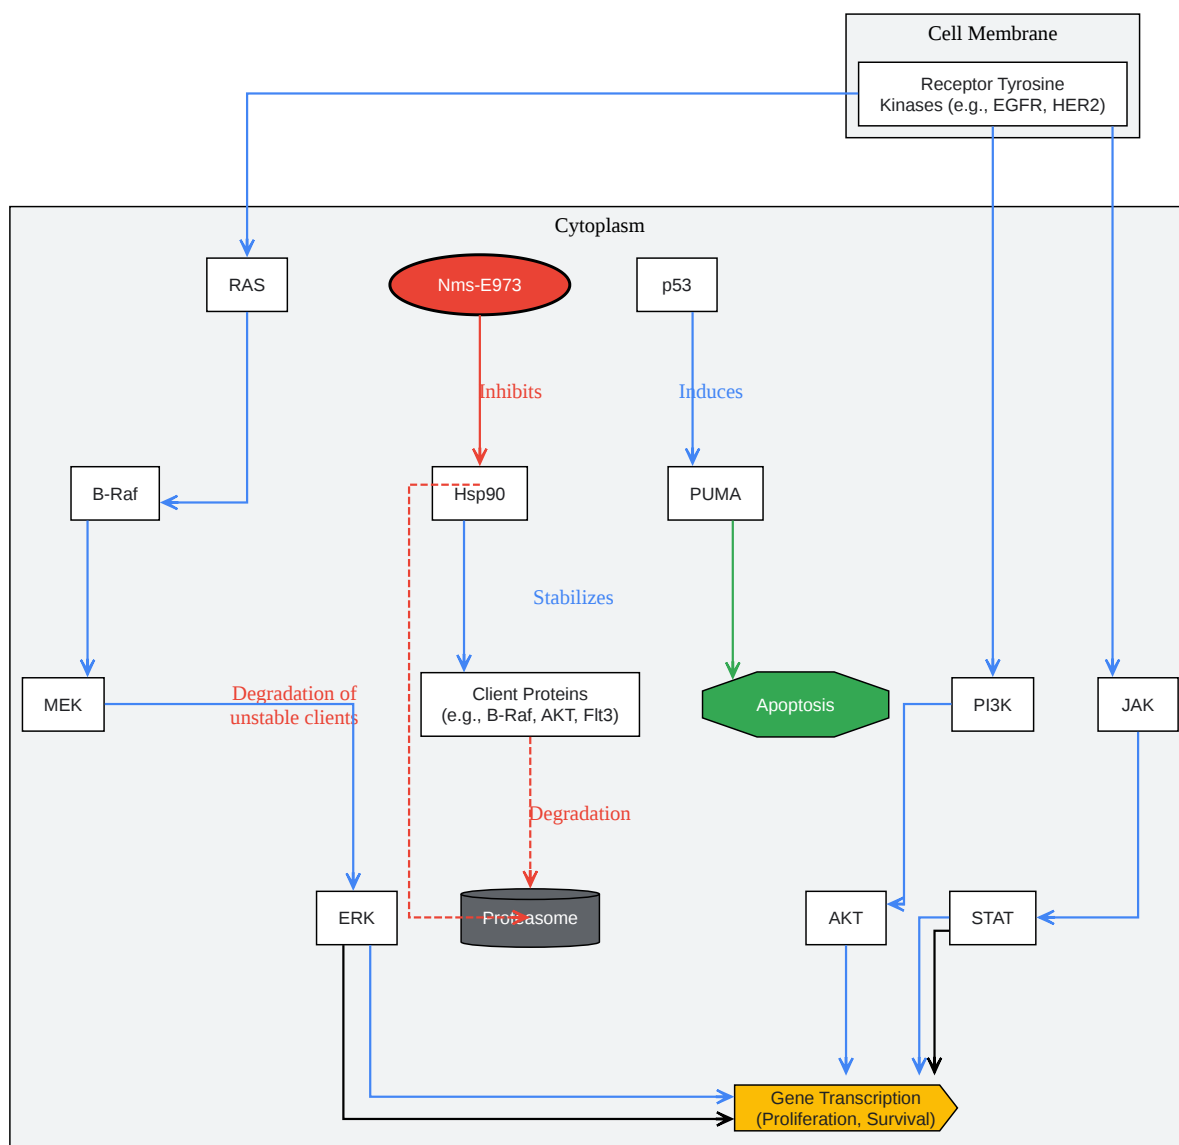 Cell Membrane
Receptor Tyrosine
Kinases (e.g., EGFR, HER2)
Cytoplasm
RAS
Nms-E973
p53
Inhibits
Induces
B-Raf
Hsp90
PUMA
Stabilizes
MEK
Degradation of
unstable clients
Client Proteins
(e.g., B-Raf, AKT, Flt3)
Apoptosis
PI3K
JAK
Degradation
ERK
Proteasome
AKT
STAT
Gene Transcription
(Proliferation, Survival)